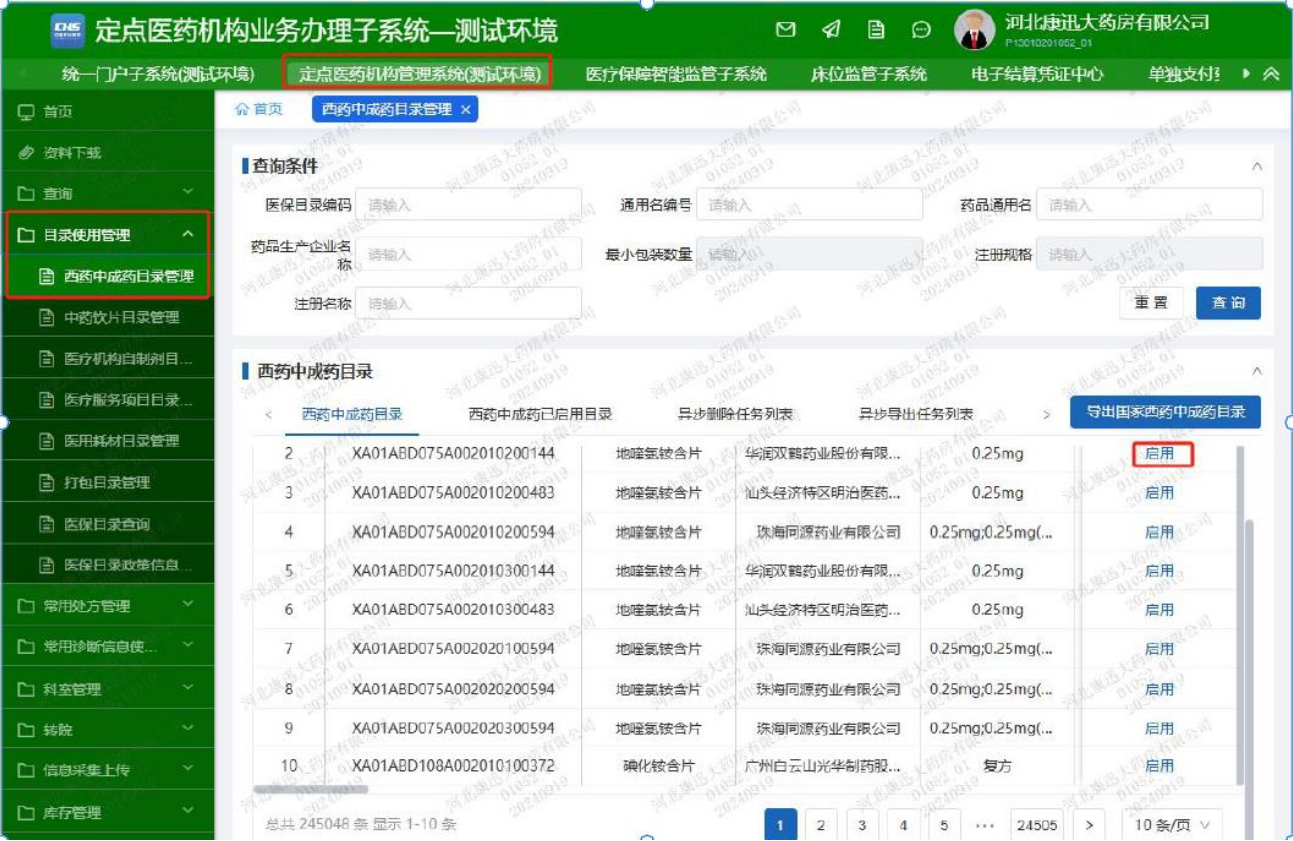 CHS 定点医药机构业务办理子系统—测试环境 河北康迅大药房有限公司
P13010201052_01
统一门户子系统(测试环境) 定点医药机构管理系统(测试环境) 医疗保障智能监管子系统 床位监管子系统 电子结算凭证中心 单独支付
首页
资料下载
查询
目录使用管理
西药中成药目录管理
中药饮片目录管理
医疗机构自制剂目...
医疗服务项目目录...
医用耗材目录管理
打包目录管理
医保目录查询
医保目录政策信息...
常用处方管理
常用诊断信息使...
科室管理
转院
信息采集上传
库存管理
首页 西药中成药目录管理 ×
查询条件
医保目录编码 请输入 通用名编号 请输入 药品通用名 请输入
药品生产企业名称 请输入 最小包装数量 请输入 注册规格 请输入
注册名称 请输入
重置 查询
西药中成药目录
< 西药中成药目录 西药中成药已启用目录 异步删除任务列表 异步导出任务列表 > 导出国家西药中成药目录
2 XA01ABD075A002010200144 地喹氯铵含片 华润双鹤药业股份有限... 0.25mg 启用
3 XA01ABD075A002010200483 地喹氯铵含片 汕头经济特区明治医药... 0.25mg 启用
4 XA01ABD075A002010200594 地喹氯铵含片 珠海同源药业有限公司 0.25mg;0.25mg(... 启用
5 XA01ABD075A002010300144 地喹氯铵含片 华润双鹤药业股份有限... 0.25mg 启用
6 XA01ABD075A002010300483 地喹氯铵含片 汕头经济特区明治医药... 0.25mg 启用
7 XA01ABD075A002020100594 地喹氯铵含片 珠海同源药业有限公司 0.25mg;0.25mg(... 启用
8 XA01ABD075A002020200594 地喹氯铵含片 珠海同源药业有限公司 0.25mg;0.25mg(... 启用
9 XA01ABD075A002020300594 地喹氯铵含片 珠海同源药业有限公司 0.25mg;0.25mg(... 启用
10 XA01ABD108A002010100372 碘化铵含片 广州白云山光华制药股... 复方 启用
总共 245048 条 显示 1-10 条 1 2 3 4 5 ··· 24505 > 10 条/页